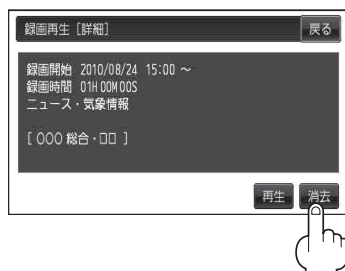 録画再生 [詳細]
戻る
録画開始 2010/08/24 15:00 ～
録画時間 01H 00M 00S
ニュース・気象情報
[ ○○○ 総合・□□ ]
再生
消去